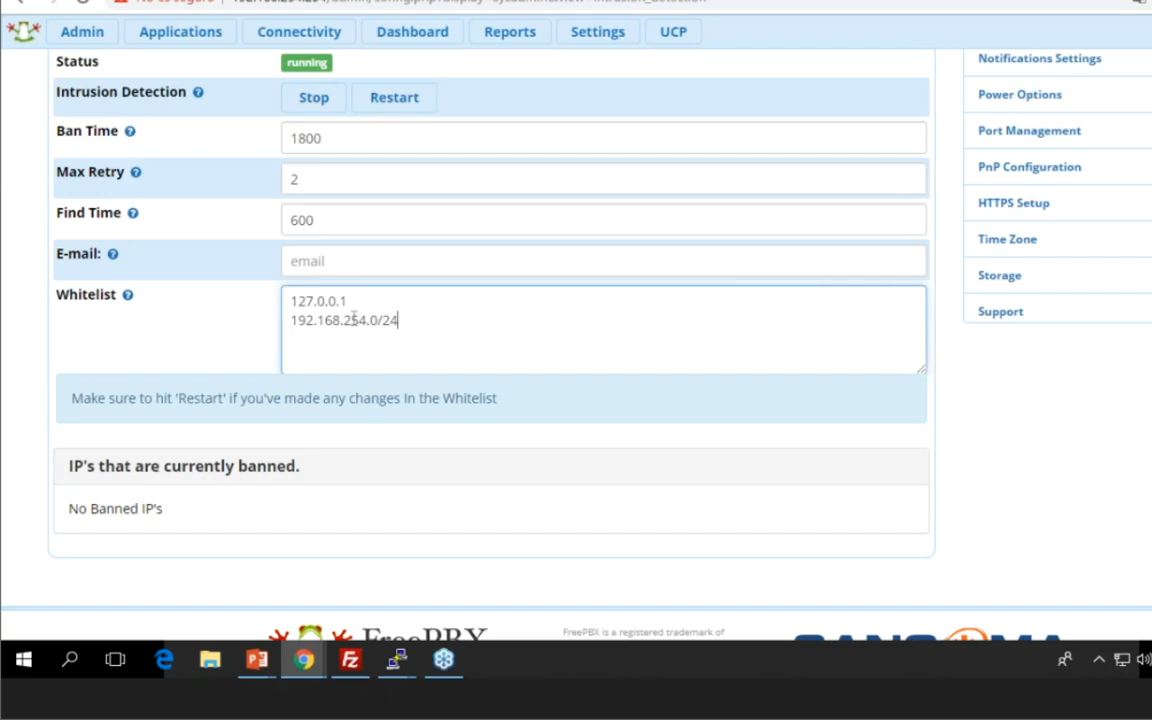 Admin
Applications
Connectivity
Dashboard
Reports
Settings
UCP
Status
running
Intrusion Detection
Stop
Restart
Ban Time
1800
Max Retry
2
Find Time
600
E-mail:
email
Whitelist
127.0.0.1
192.168.254.0/24
Make sure to hit 'Restart' if you've made any changes In the Whitelist
IP's that are currently banned.
No Banned IP's
Notifications Settings
Power Options
Port Management
PnP Configuration
HTTPS Setup
Time Zone
Storage
Support
FreePBX
FreePBX is a registered trademark of